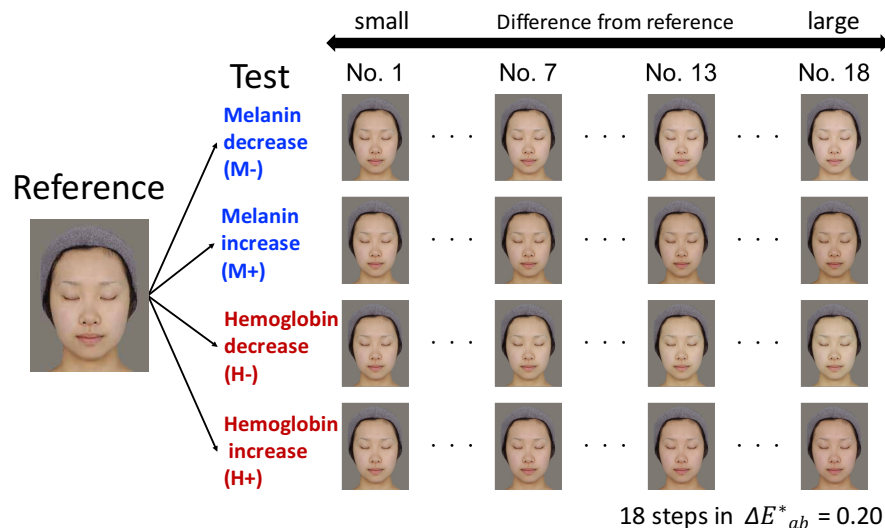 small Difference from reference large
Test No. 1 No. 7 No. 13 No. 18
Melanin
decrease
(M-)
Reference
Melanin
increase
(M+)
Hemoglobin
decrease
(H-)
Hemoglobin
increase
(H+)
18 steps in ΔE*ab = 0.20